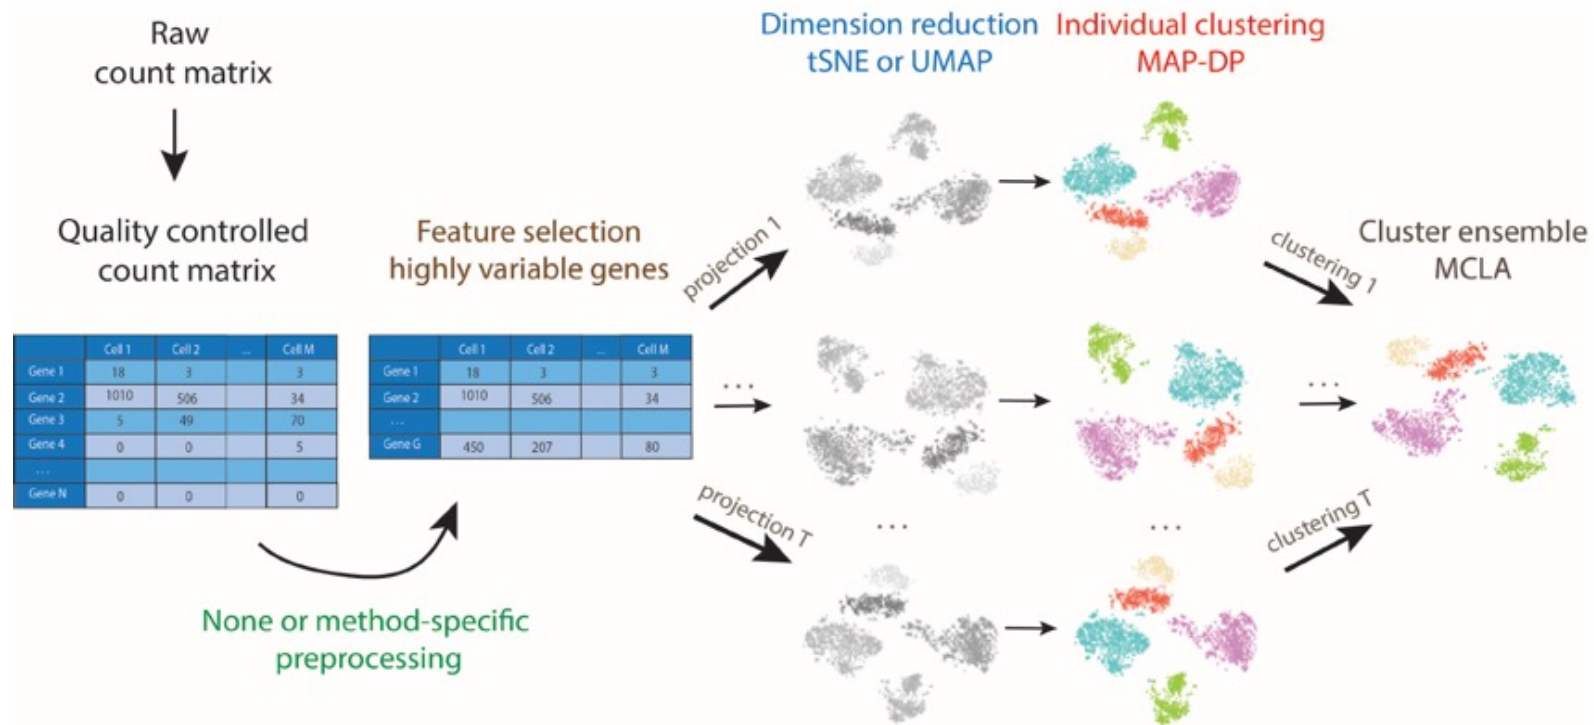 Raw
count matrix
Quality controlled
count matrix
Cell 1 Cell 2 ... Cell M
Gene 1 18 3 3
Gene 2 1010 506 34
Gene 3 5 49 70
Gene 4 0 0 5
...
Gene N 0 0 0
None or method-specific
preprocessing
Feature selection
highly variable genes
Cell 1 Cell 2 ... Cell M
Gene 1 18 3 3
Gene 2 1010 506 34
...
Gene G 450 207 80
projection 1
...
projection T
Dimension reduction
tSNE or UMAP
...
Individual clustering
MAP-DP
...
clustering 1
...
clustering T
Cluster ensemble
MCLA